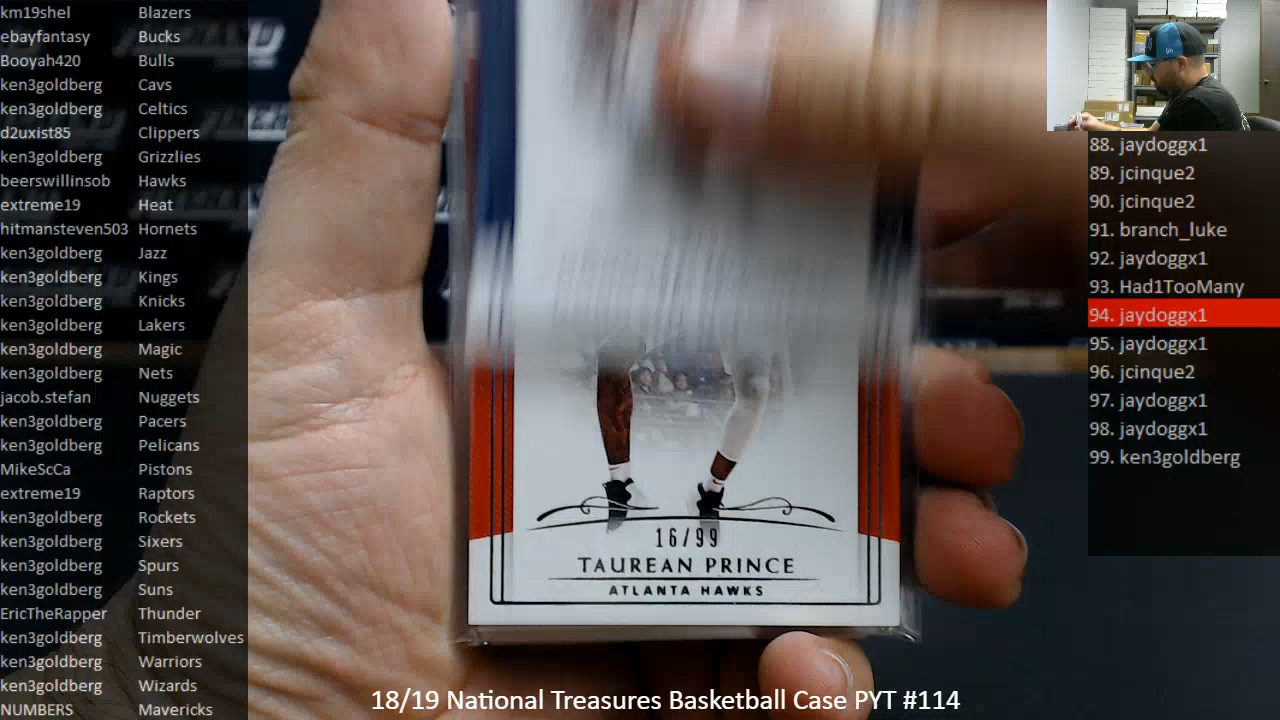 km19shel Blazers
ebayfantasy Bucks
Booyah420 Bulls
ken3goldberg Cavs
ken3goldberg Celtics
d2uxist85 Clippers
ken3goldberg Grizzlies
beerswillinsob Hawks
extreme19 Heat
hitmansteven503 Hornets
ken3goldberg Jazz
ken3goldberg Kings
ken3goldberg Knicks
ken3goldberg Lakers
ken3goldberg Magic
ken3goldberg Nets
jacob.stefan Nuggets
ken3goldberg Pacers
ken3goldberg Pelicans
MikeScCa Pistons
extreme19 Raptors
ken3goldberg Rockets
ken3goldberg Sixers
ken3goldberg Spurs
ken3goldberg Suns
EricTheRapper Thunder
ken3goldberg Timberwolves
ken3goldberg Warriors
ken3goldberg Wizards
NUMBERS Mavericks
16/99
TAUREAN PRINCE
ATLANTA HAWKS
88. jaydoggx1
89. jcinque2
90. jcinque2
91. branch_luke
92. jaydoggx1
93. Had1TooMany
94. jaydoggx1
95. jaydoggx1
96. jcinque2
97. jaydoggx1
98. jaydoggx1
99. ken3goldberg
18/19 National Treasures Basketball Case PYT #114